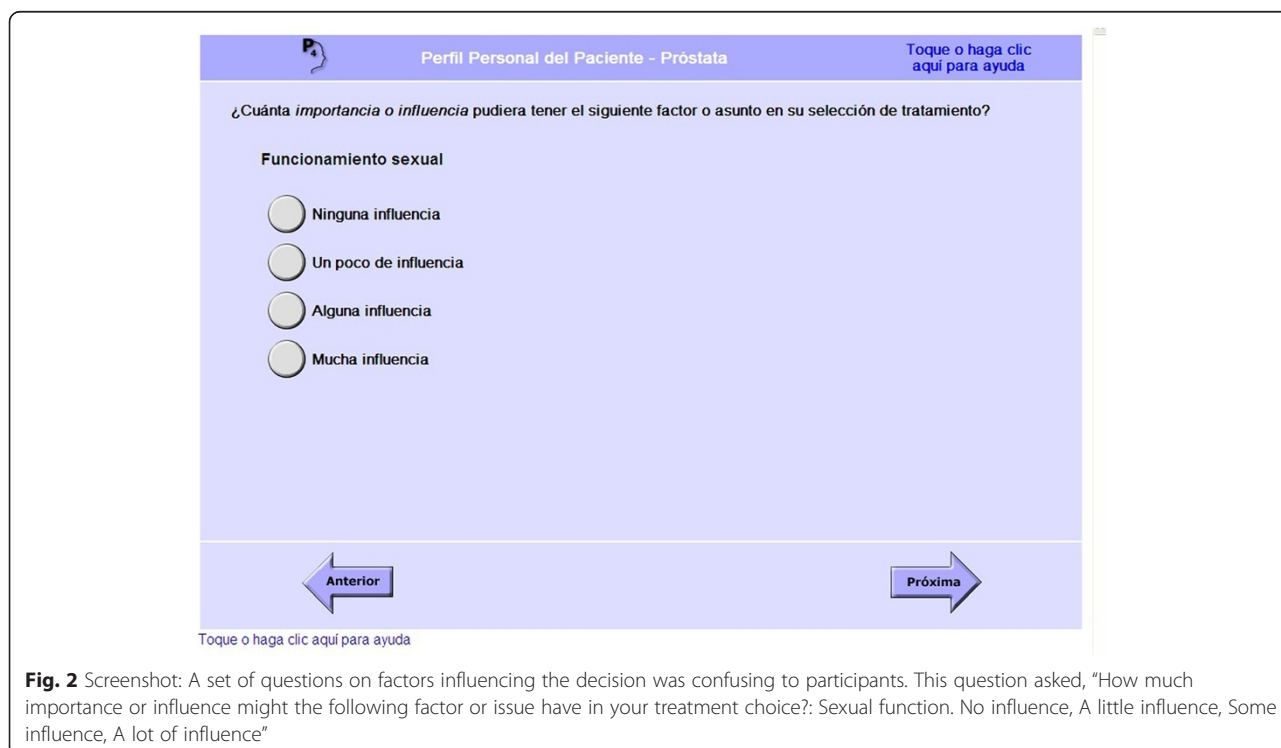 P4
Perfil Personal del Paciente - Próstata
Toque o haga clic
aquí para ayuda
¿Cuánta importancia o influencia pudiera tener el siguiente factor o asunto en su selección de tratamiento?
Funcionamiento sexual
Ninguna influencia
Un poco de influencia
Alguna influencia
Mucha influencia
Anterior
Próxima
Toque o haga clic aquí para ayuda
Fig. 2 Screenshot: A set of questions on factors influencing the decision was confusing to participants. This question asked, “How much
importance or influence might the following factor or issue have in your treatment choice?: Sexual function. No influence, A little influence, Some
influence, A lot of influence”